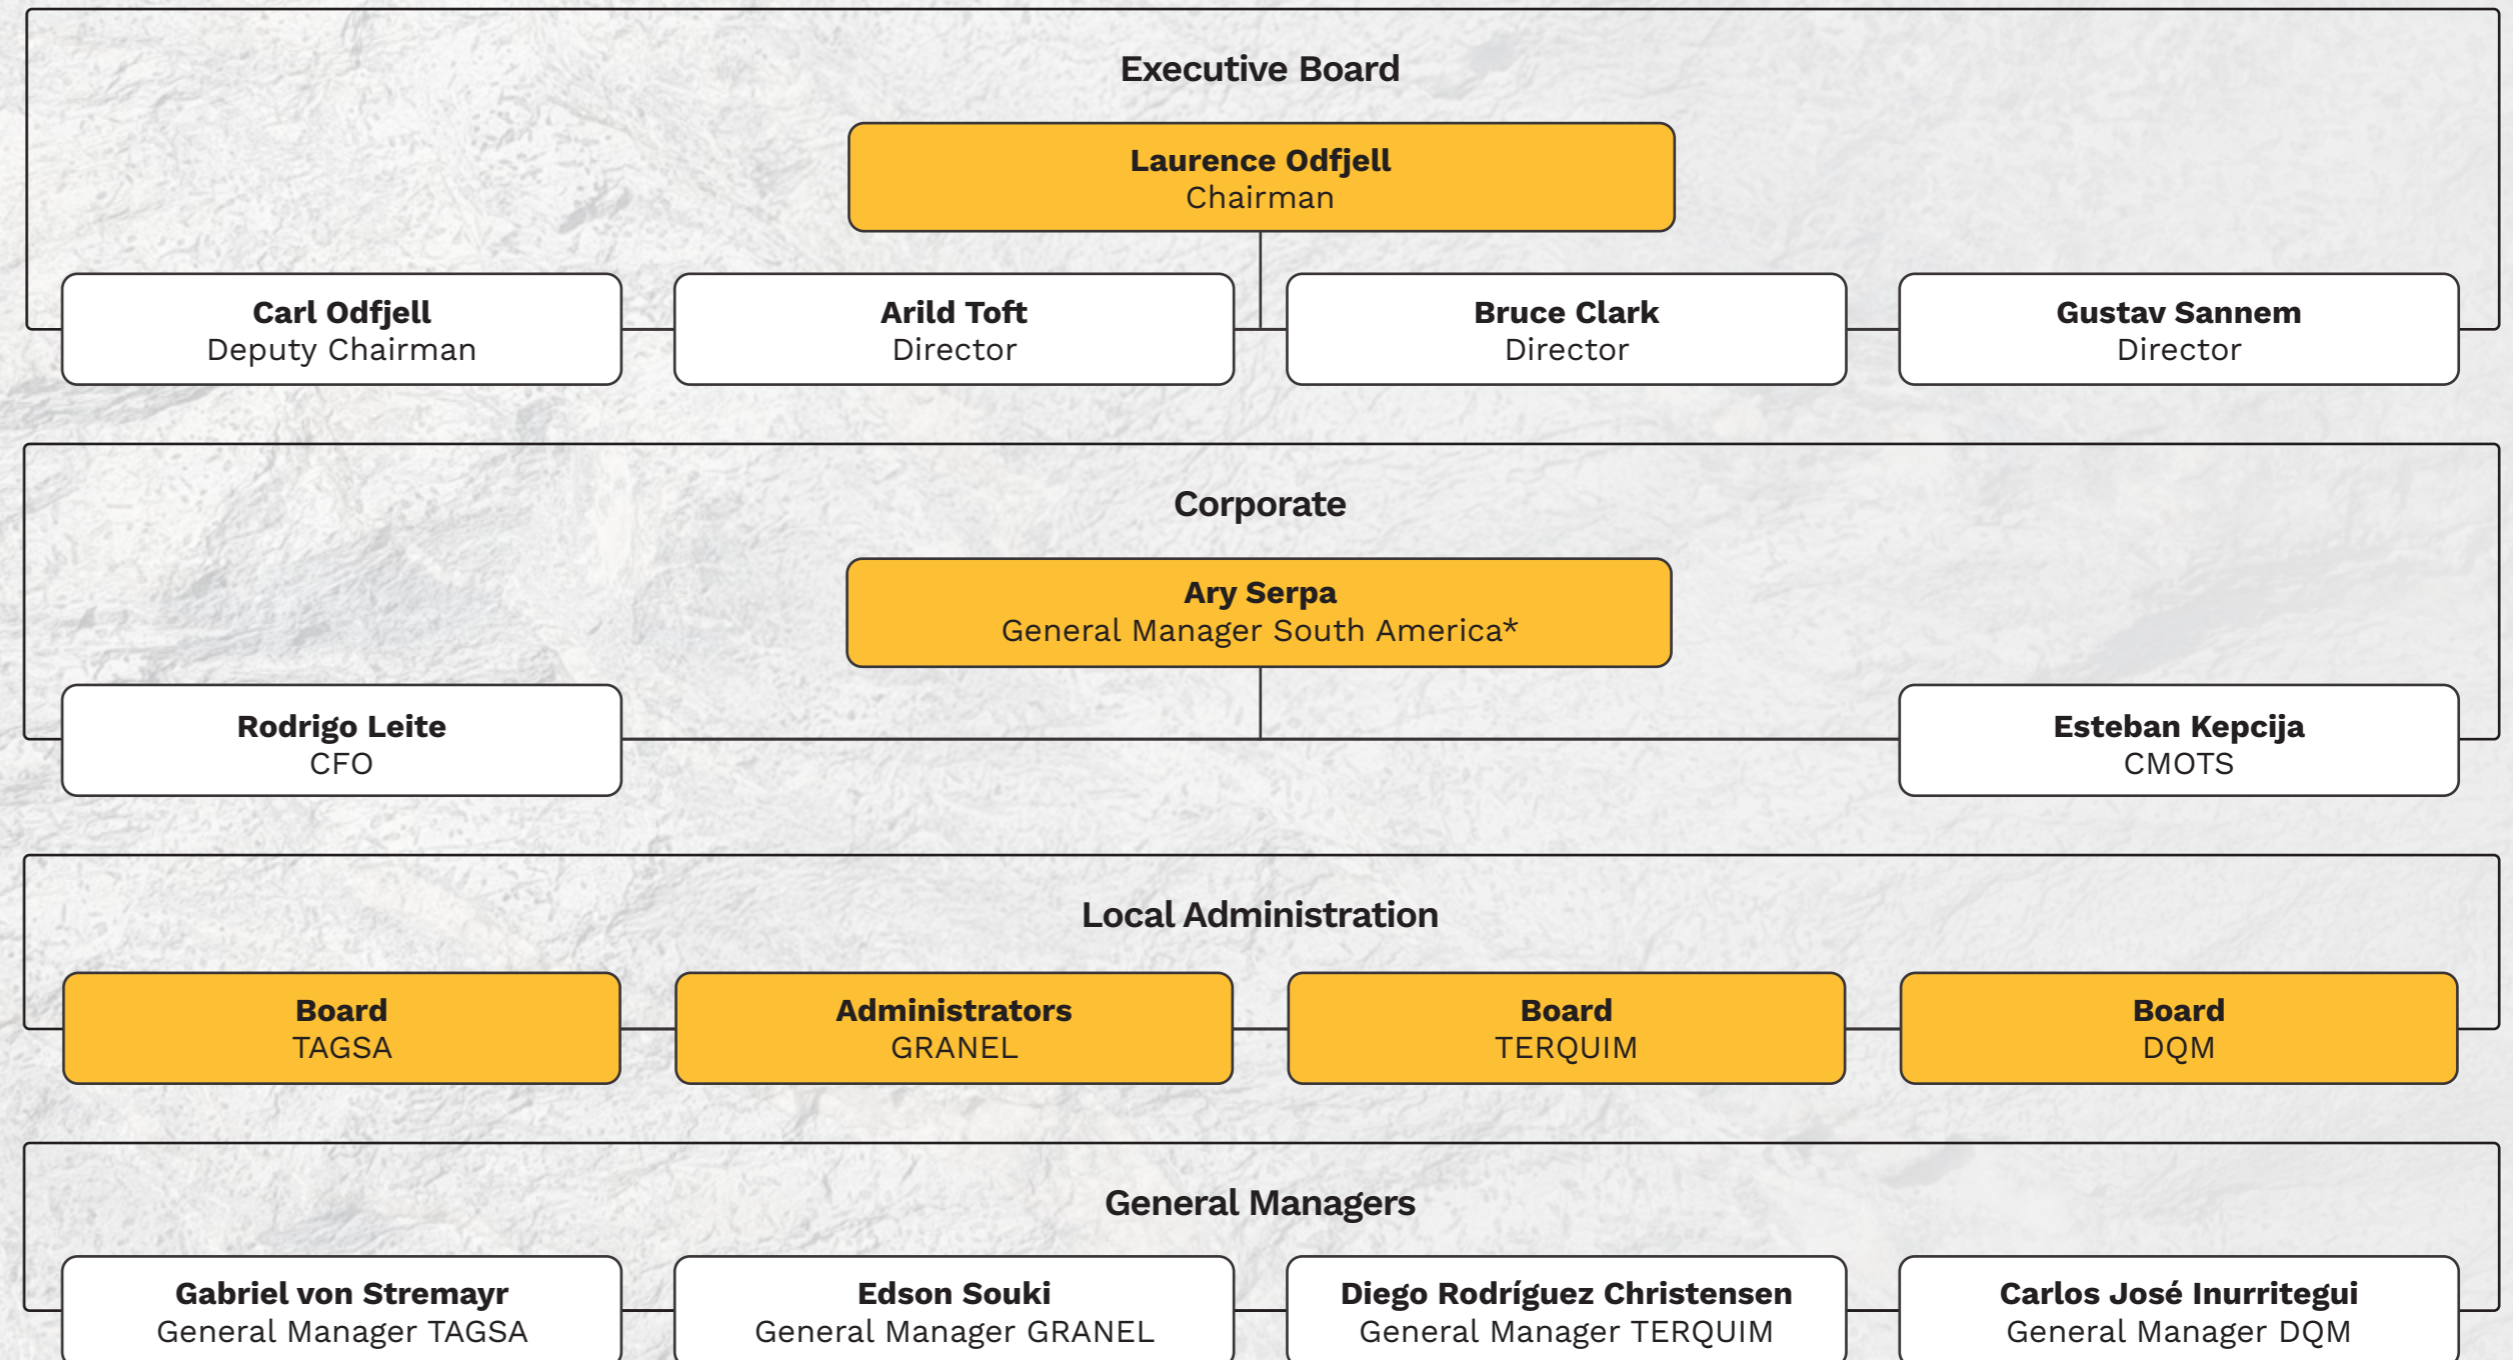 Executive Board
Laurence Odfjell
Chairman
Carl Odfjell
Deputy Chairman
Arild Toft
Director
Bruce Clark
Director
Gustav Sannem
Director
Corporate
Ary Serpa
General Manager South America*
Rodrigo Leite
CFO
Esteban Kepcija
CMOTS
Local Administration
Board
TAGSA
Administrators
GRANEL
Board
TERQUIM
Board
DQM
General Managers
Gabriel von Stremayr
General Manager TAGSA
Edson Souki
General Manager GRANEL
Diego Rodríguez Christensen
General Manager TERQUIM
Carlos José Inurritegui
General Manager DQM